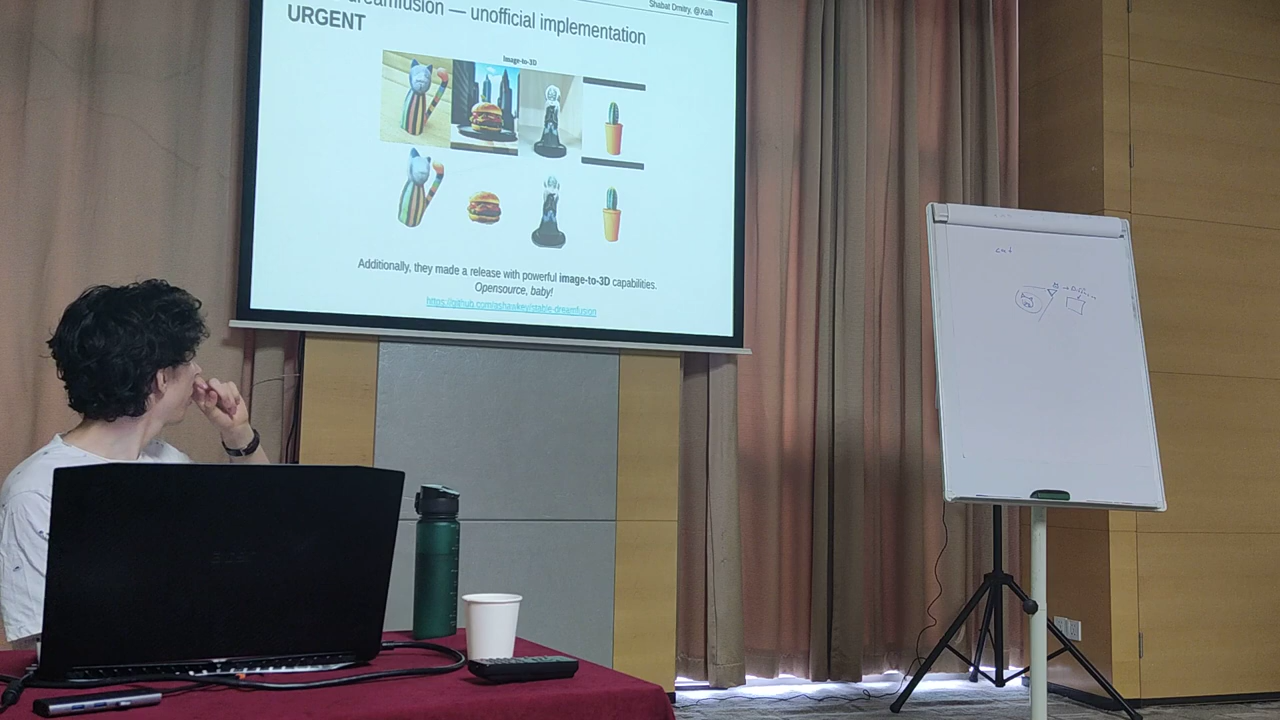 dreamfusion — unofficial implementation
URGENT
Shabat Dmitry, @Xallt
Image-to-3D
Additionally, they made a release with powerful image-to-3D capabilities.
Opensource, baby!
https://github.com/ashawkey/stable-dreamfusion
cat